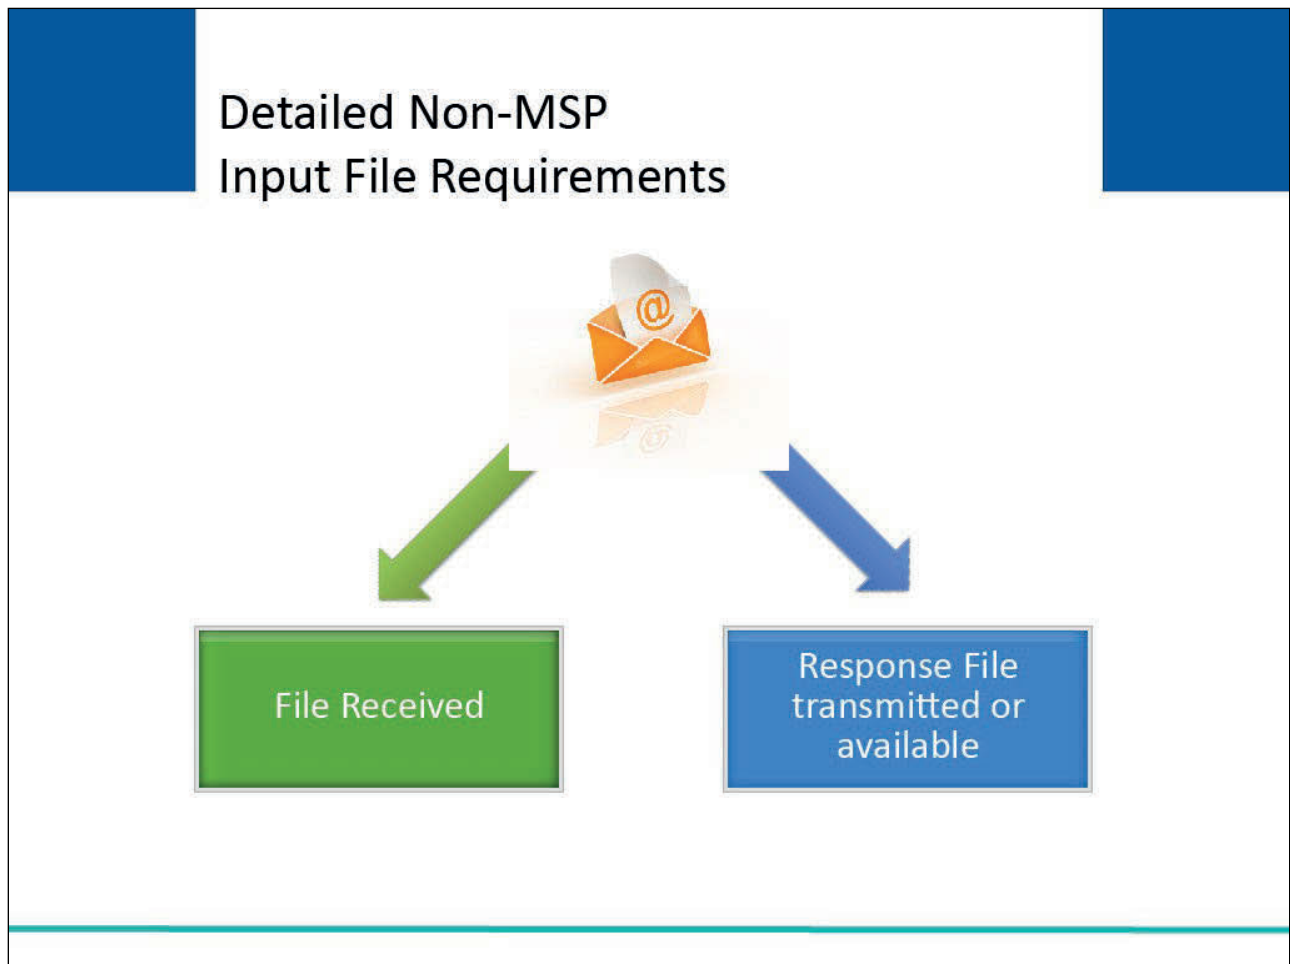 Detailed Non-MSP
Input File Requirements
@
File Received
Response File
transmitted or
available